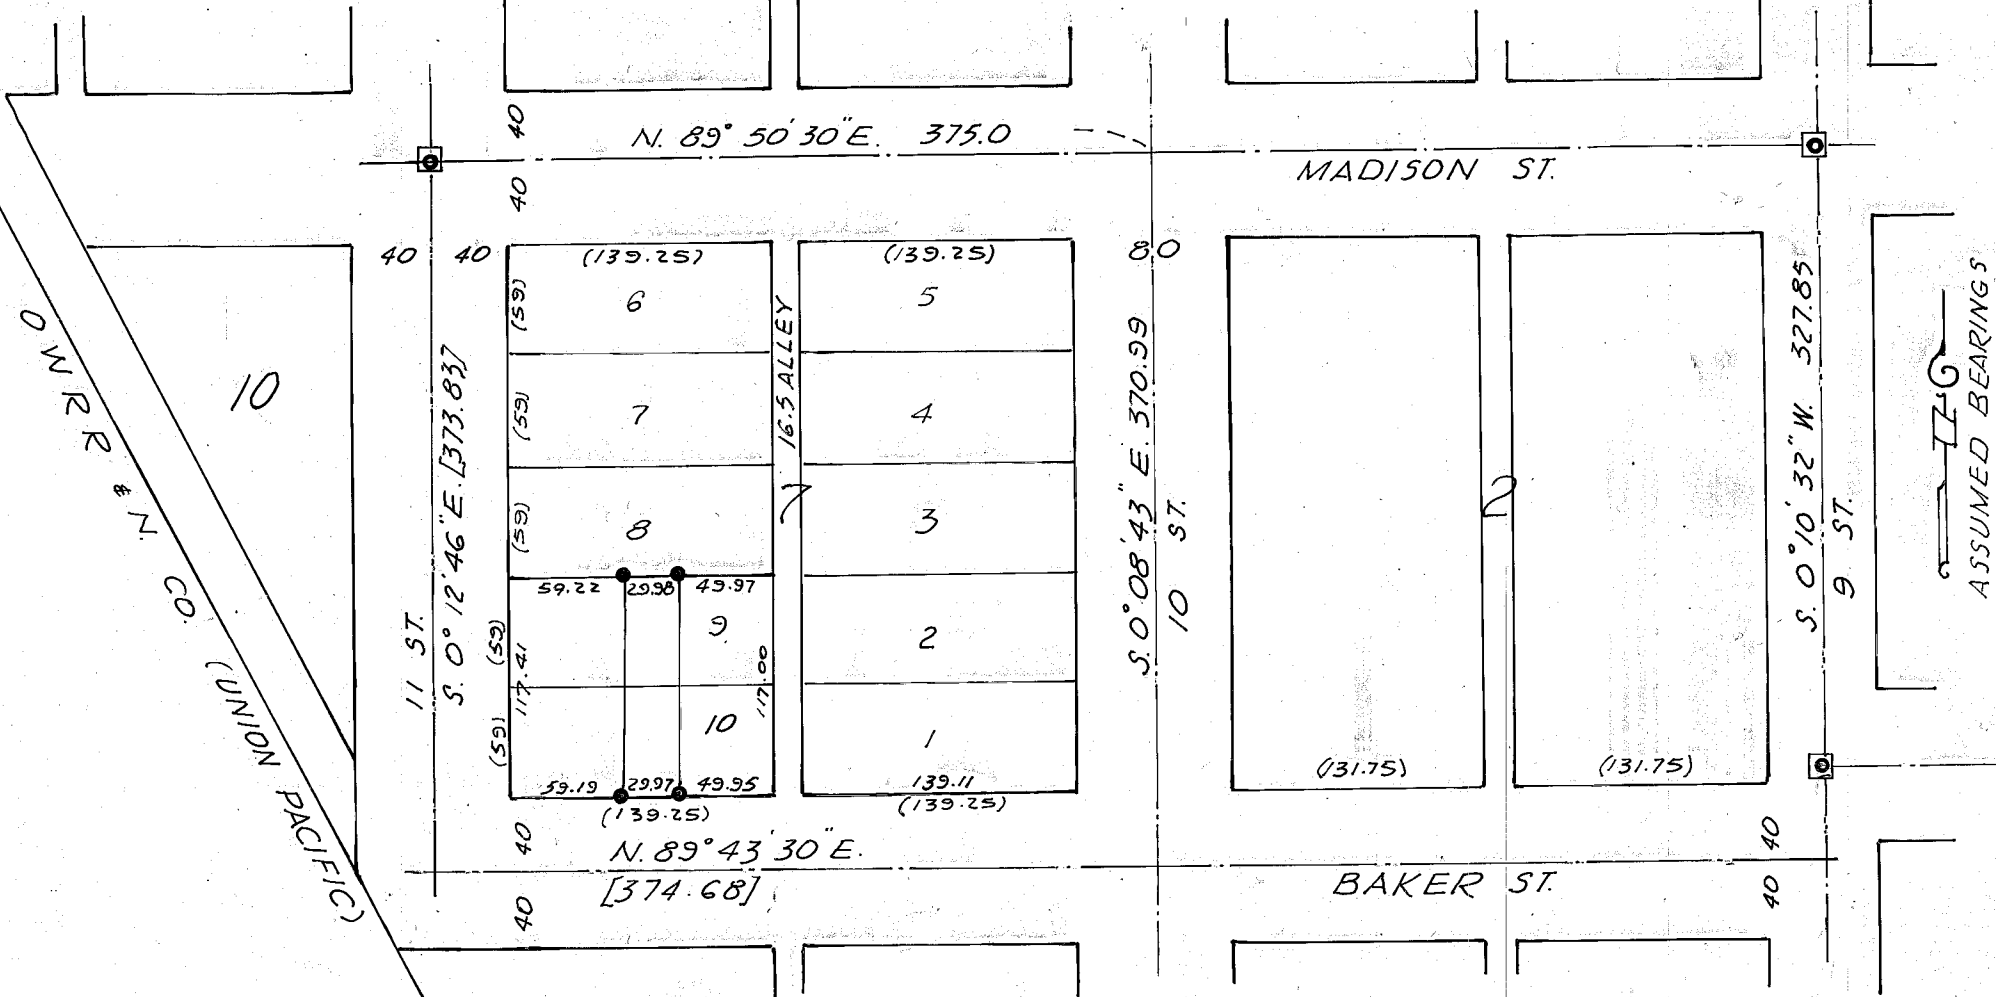 40
N. 89° 50' 30" E. 375.0
MADISON ST.
40
40 40
(139.25)
(139.25)
80
(59)
6
5
16.5 ALLEY
O W R R & N. CO. (UNION PACIFIC)
10
S. 0° 12' 46" E. [373.83]
11 ST.
(59)
7
4
S. 0° 08' 43" E. 370.99
10 ST.
S. 0° 10' 32" W. 327.85
9 ST.
ASSUMED BEARINGS
(59)
8
7
3
2
59.22 29.98 49.97
(59)
117.41
9
117.00
2
(59)
10
1
59.19 29.97 49.95
(139.25)
139.11
(139.25)
(131.75)
(131.75)
40
N. 89° 43' 30" E.
[374.68]
40
BAKER ST.
40
40